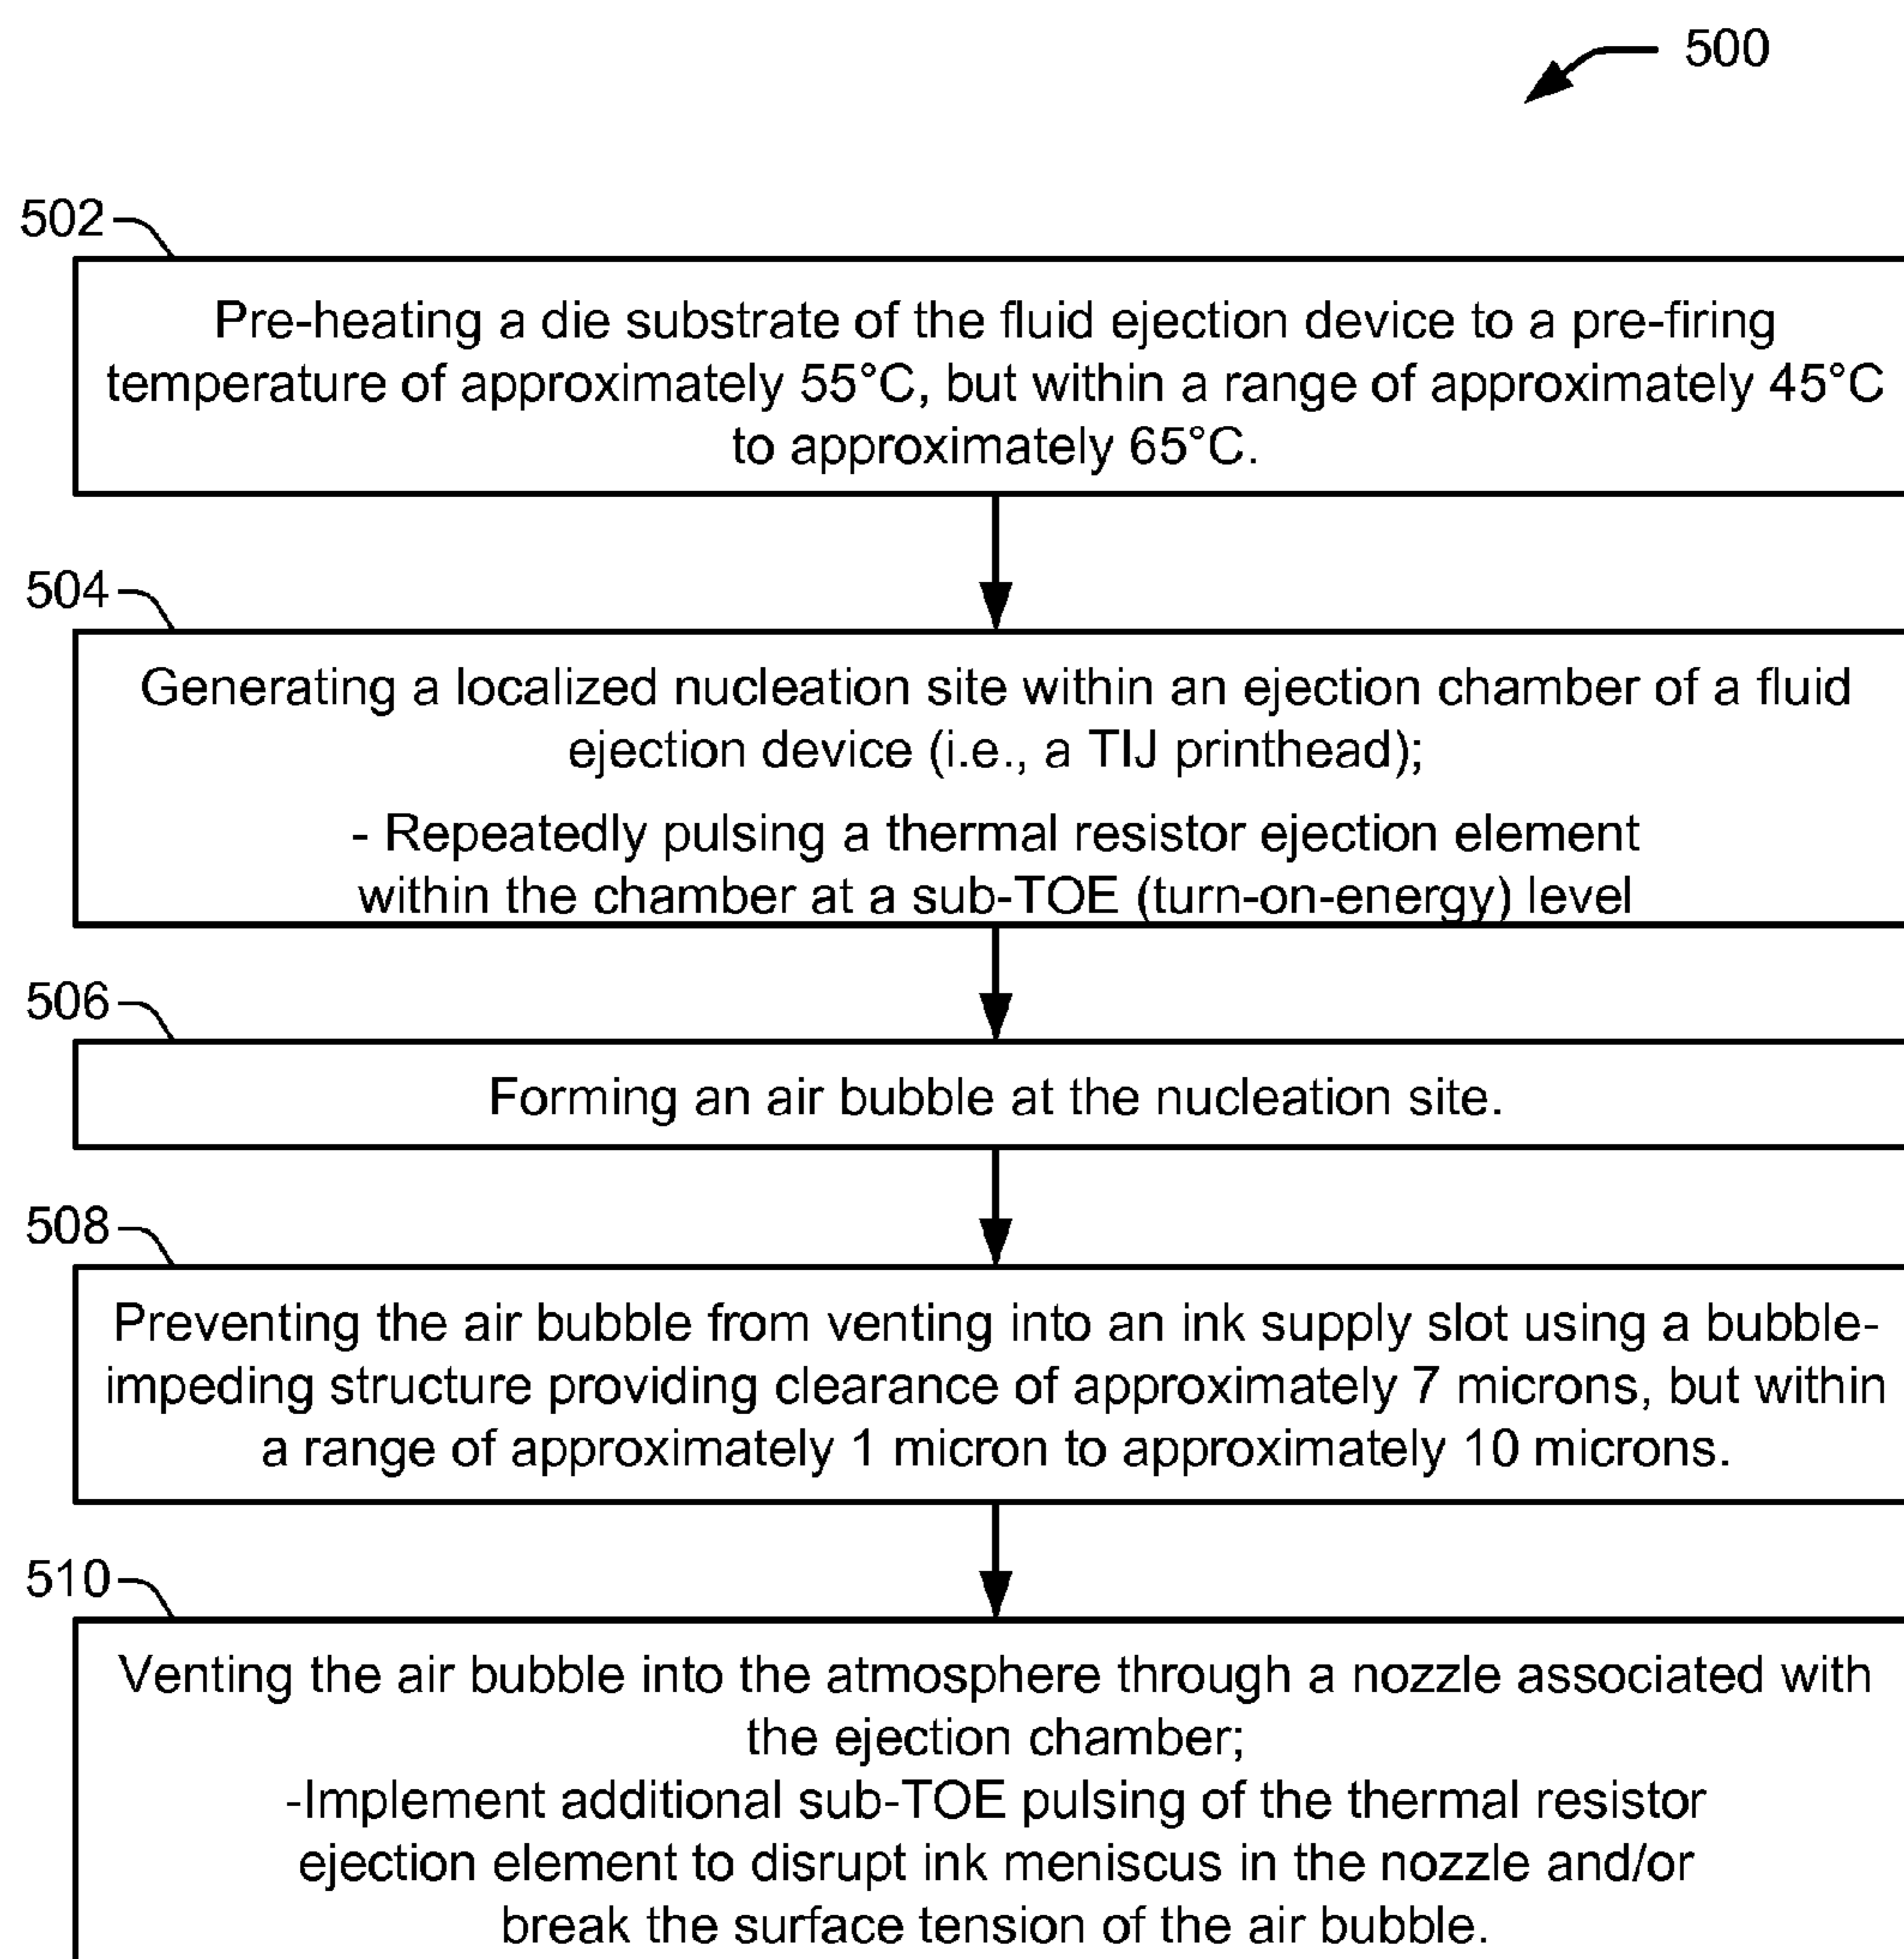 500
502
Pre-heating a die substrate of the fluid ejection device to a pre-firing
temperature of approximately 55°C, but within a range of approximately 45°C
to approximately 65°C.
504
Generating a localized nucleation site within an ejection chamber of a fluid
ejection device (i.e., a TIJ printhead);
- Repeatedly pulsing a thermal resistor ejection element
within the chamber at a sub-TOE (turn-on-energy) level
506
Forming an air bubble at the nucleation site.
508
Preventing the air bubble from venting into an ink supply slot using a bubble-
impeding structure providing clearance of approximately 7 microns, but within
a range of approximately 1 micron to approximately 10 microns.
510
Venting the air bubble into the atmosphere through a nozzle associated with
the ejection chamber;
-Implement additional sub-TOE pulsing of the thermal resistor
ejection element to disrupt ink meniscus in the nozzle and/or
break the surface tension of the air bubble.